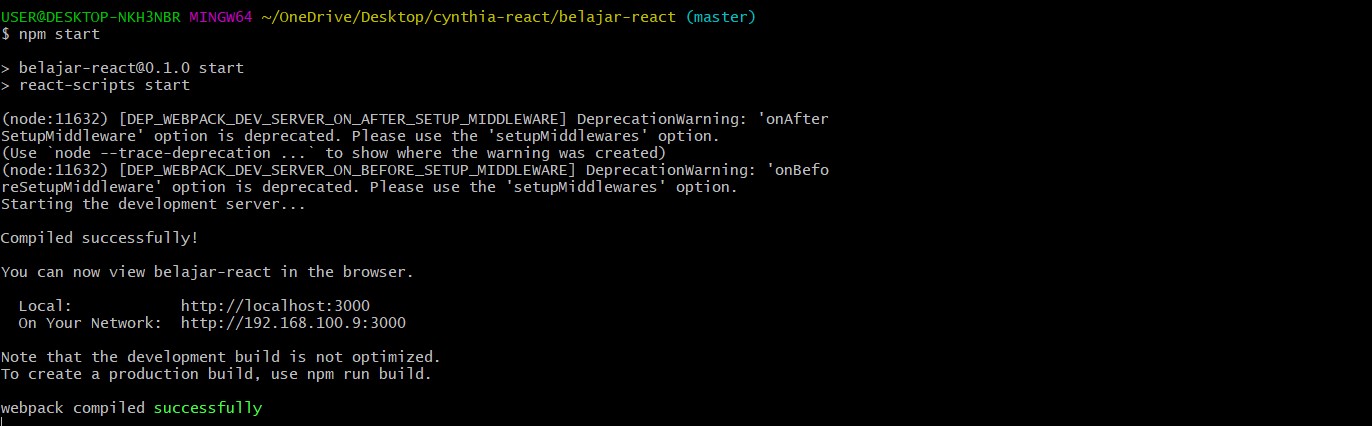 USER@DESKTOP-NKH3NBR MINGW64 ~/OneDrive/Desktop/cynthia-react/belajar-react (master)
$ npm start
> belajar-react@0.1.0 start
> react-scripts start
(node:11632) [DEP_WEBPACK_DEV_SERVER_ON_AFTER_SETUP_MIDDLEWARE] DeprecationWarning: 'onAfter
SetupMiddleware' option is deprecated. Please use the 'setupMiddlewares' option.
(Use `node --trace-deprecation ...` to show where the warning was created)
(node:11632) [DEP_WEBPACK_DEV_SERVER_ON_BEFORE_SETUP_MIDDLEWARE] DeprecationWarning: 'onBefo
reSetupMiddleware' option is deprecated. Please use the 'setupMiddlewares' option.
Starting the development server...
Compiled successfully!
You can now view belajar-react in the browser.
Local:            http://localhost:3000
On Your Network:  http://192.168.100.9:3000
Note that the development build is not optimized.
To create a production build, use npm run build.
webpack compiled successfully